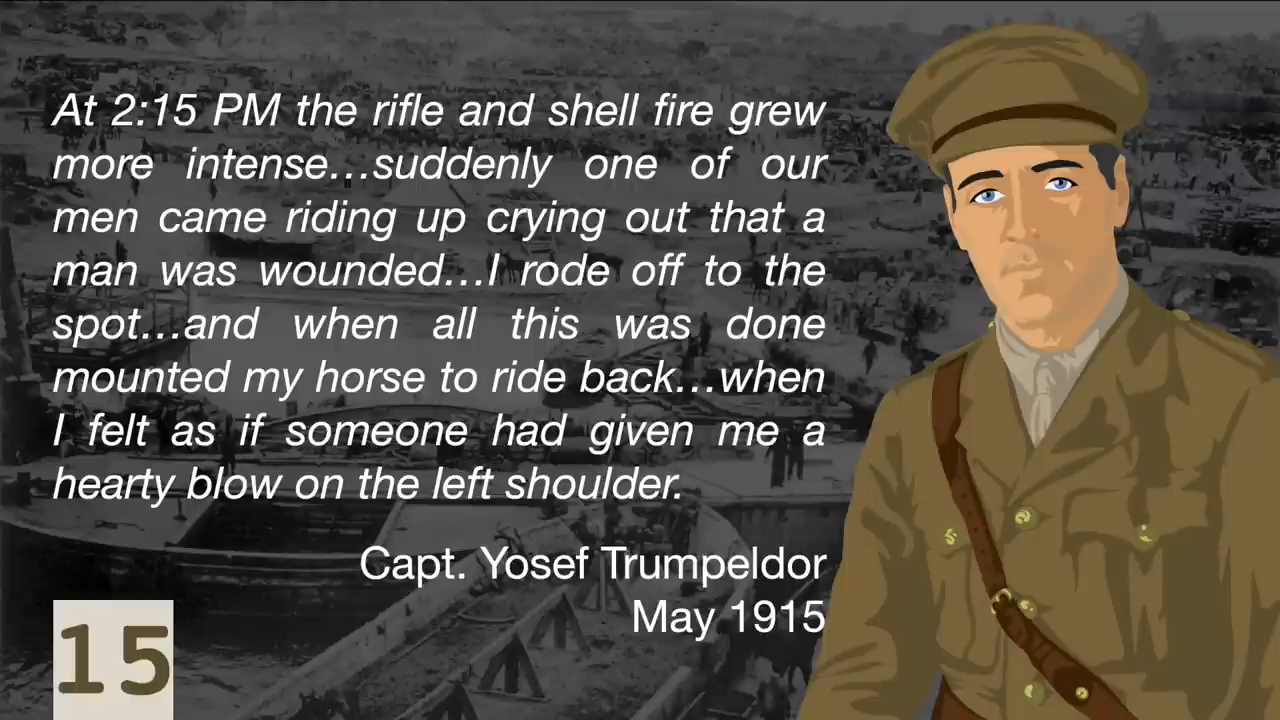 At 2:15 PM the rifle and shell fire grew
more intense...suddenly one of our
men came riding up crying out that a
man was wounded...I rode off to the
spot...and when all this was done
mounted my horse to ride back...when
I felt as if someone had given me a
hearty blow on the left shoulder.
Capt. Yosef Trumpeldor
May 1915
15